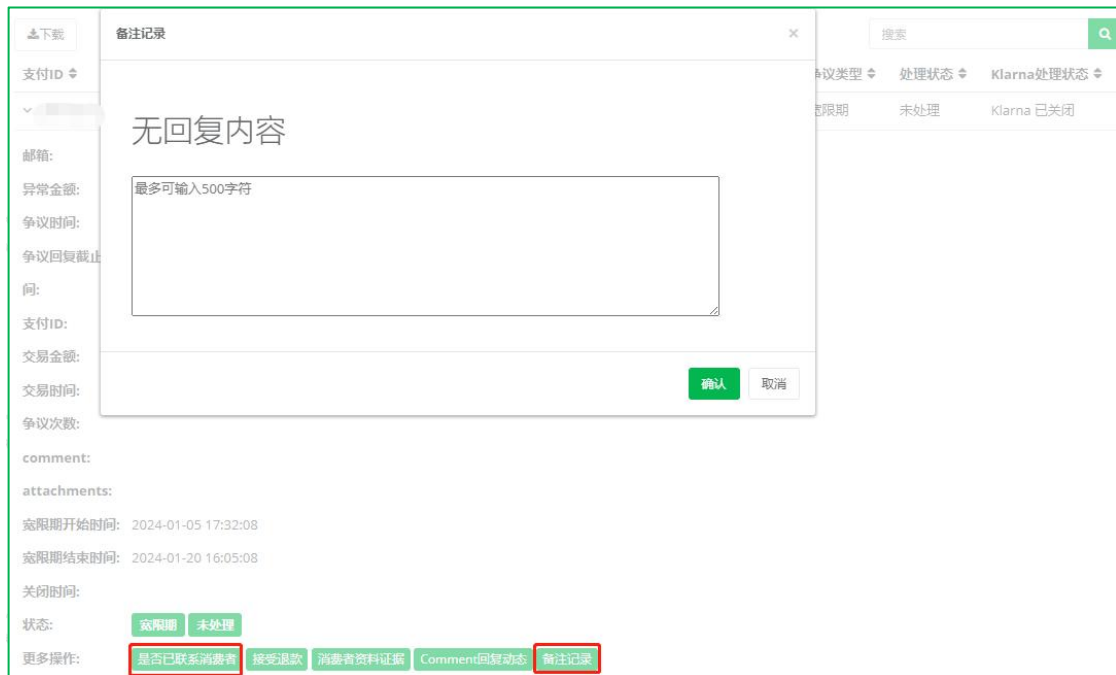 下载
备注记录
×
搜索
支付ID
争议类型
处理状态
Klarna处理状态
宽限期
未处理
Klarna 已关闭
无回复内容
最多可输入500字符
邮箱:
异常金额:
争议时间:
争议回复截止
间:
支付ID:
交易金额:
交易时间:
确认
取消
争议次数:
comment:
attachments:
宽限期开始时间: 2024-01-05 17:32:08
宽限期结束时间: 2024-01-20 16:05:08
关闭时间:
状态: 宽限期 未处理
更多操作: 是否已联系消费者 接受退款 消费者资料证据 Comment回复动态 备注记录